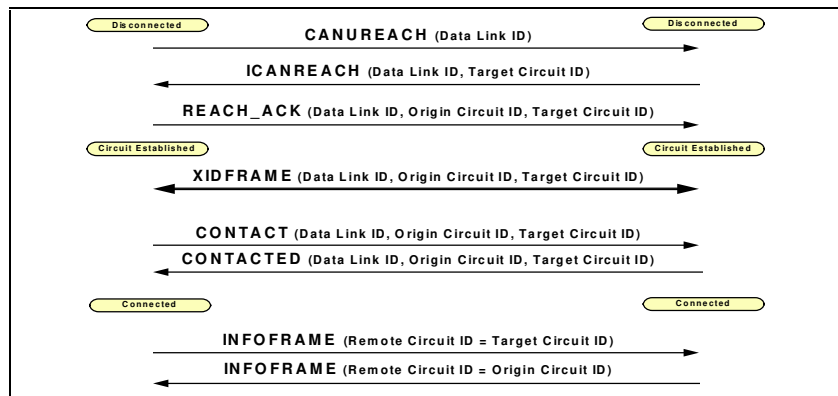 Disconnected Disconnected
CANUREACH (Data Link ID)
ICANREACH (Data Link ID, Target Circuit ID)
REACH_ACK (Data Link ID, Origin Circuit ID, Target Circuit ID)
Circuit Established Circuit Established
XIDFRAME (Data Link ID, Origin Circuit ID, Target Circuit ID)
CONTACT (Data Link ID, Origin Circuit ID, Target Circuit ID)
CONTACTED (Data Link ID, Origin Circuit ID, Target Circuit ID)
Connected Connected
INFOFRAME (Remote Circuit ID = Target Circuit ID)
INFOFRAME (Remote Circuit ID = Origin Circuit ID)